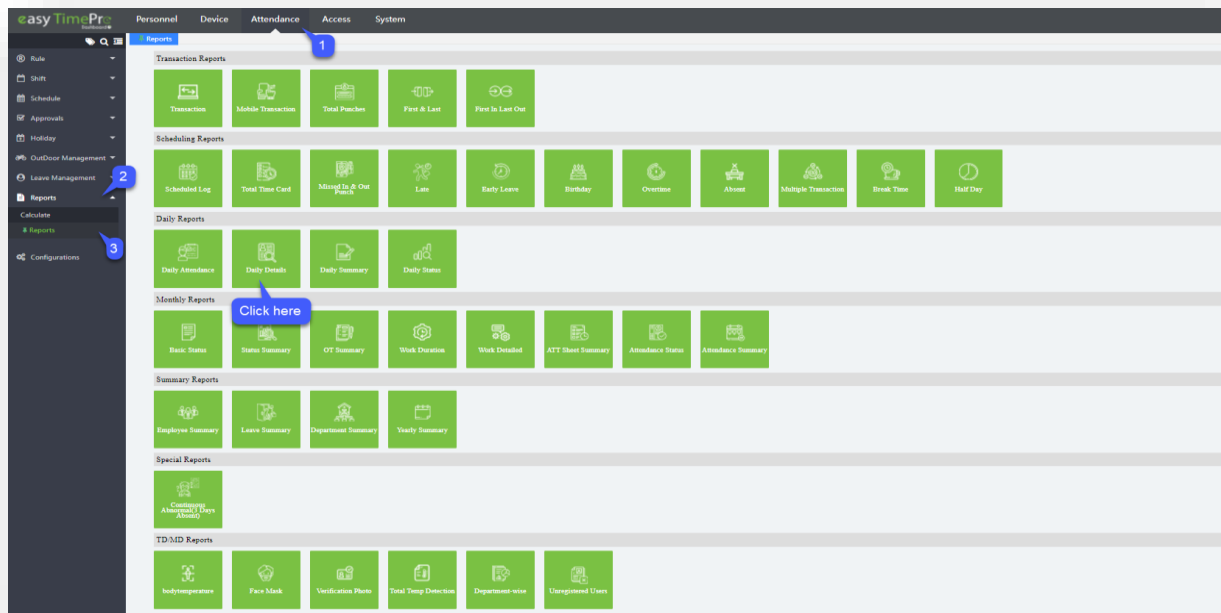 easy TimePro
Personnel Device Attendance Access System
Reports
1
Rule
Shift
Schedule
Approvals
Holiday
OutDoor Management
Leave Management
2
Reports
Calculate
Reports
3
Configurations
Transaction Reports
Transaction
Mobile Transaction
Total Punches
First & Last
First In Last Out
Scheduling Reports
Scheduled Log
Total Time Card
Missed In & Out
Punch
Late
Early Leave
Birthday
Overtime
Absent
Multiple Transaction
Break Time
Half Day
Daily Reports
Daily Attendance
Daily Details
Daily Summary
Daily Status
Click here
Monthly Reports
Basic Status
Status Summary
OT Summary
Work Duration
Work Detailed
ATT Sheet Summary
Attendance Status
Attendance Summary
Summary Reports
Employee Summary
Leave Summary
Department Summary
Yearly Summary
Special Reports
Continuous
Abnormal(3 Days
Absent)
TD/MD Reports
bodytemperature
Face Mask
Verification Photo
Total Temp Detection
Department-wise
Unregistered Users